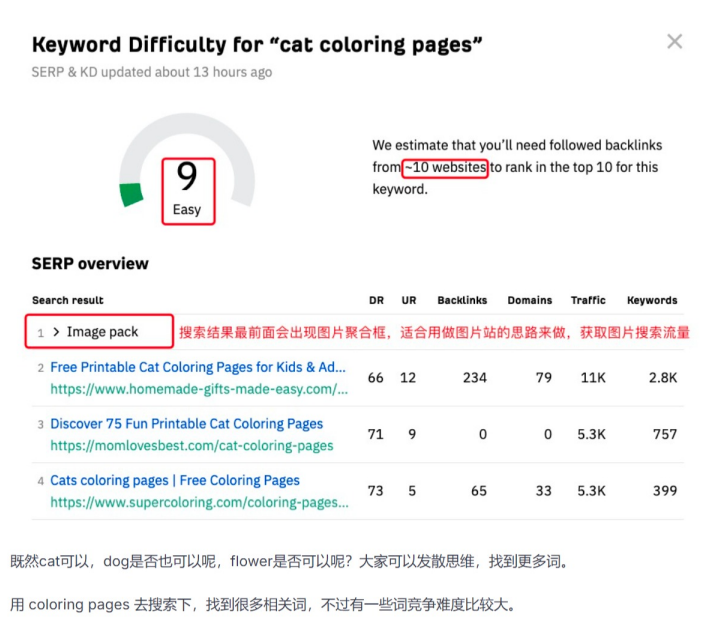 Keyword Difficulty for “cat coloring pages”
SERP & KD updated about 13 hours ago
9
Easy
We estimate that you’ll need followed backlinks
from ~10 websites to rank in the top 10 for this
keyword.
SERP overview
Search result DR UR Backlinks Domains Traffic Keywords
1 > Image pack 搜索结果最前面会出现图片聚合框，适合用做图片站的思路来做，获取图片搜索流量
2 Free Printable Cat Coloring Pages for Kids & Ad... 66 12 234 79 11K 2.8K
https://www.homemade-gifts-made-easy.com/...
3 Discover 75 Fun Printable Cat Coloring Pages 71 9 0 0 5.3K 757
https://momlovesbest.com/cat-coloring-pages
4 Cats coloring pages | Free Coloring Pages 73 5 65 33 5.3K 399
https://www.supercoloring.com/coloring-pages...
既然cat可以，dog是否也可以呢，flower是否可以呢？大家可以发散思维，找到更多词。
用 coloring pages 去搜索下，找到很多相关词，不过有一些词竞争难度比较大。